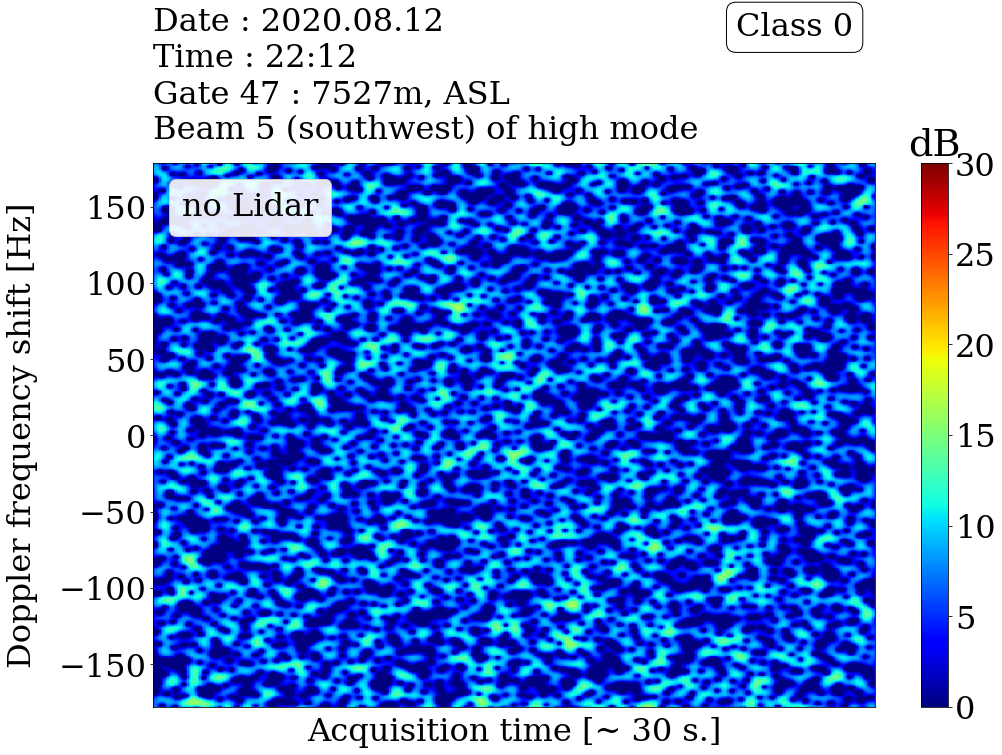 Date : 2020.08.12
Time : 22:12
Gate 47 : 7527m, ASL
Beam 5 (southwest) of high mode
Class 0
no Lidar
dB
30
25
20
15
10
5
0
Doppler frequency shift [Hz]
150
100
50
0
−50
−100
−150
Acquisition time [~ 30 s.]